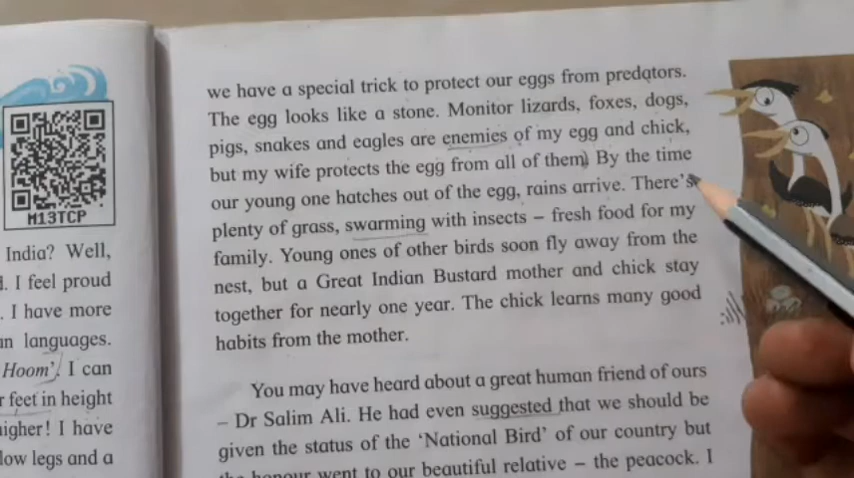 M13TCP
India? Well,
. I feel proud
. I have more
n languages.
Hoom'. I can
feet in height
igher! I have
low legs and a
we have a special trick to protect our eggs from predators.
The egg looks like a stone. Monitor lizards, foxes, dogs,
pigs, snakes and eagles are enemies of my egg and chick,
but my wife protects the egg from all of them. By the time
our young one hatches out of the egg, rains arrive. There's
plenty of grass, swarming with insects – fresh food for my
family. Young ones of other birds soon fly away from the
nest, but a Great Indian Bustard mother and chick stay
together for nearly one year. The chick learns many good
habits from the mother.
You may have heard about a great human friend of ours
– Dr Salim Ali. He had even suggested that we should be
given the status of the 'National Bird' of our country but
the honour went to our beautiful relative – the peacock. I